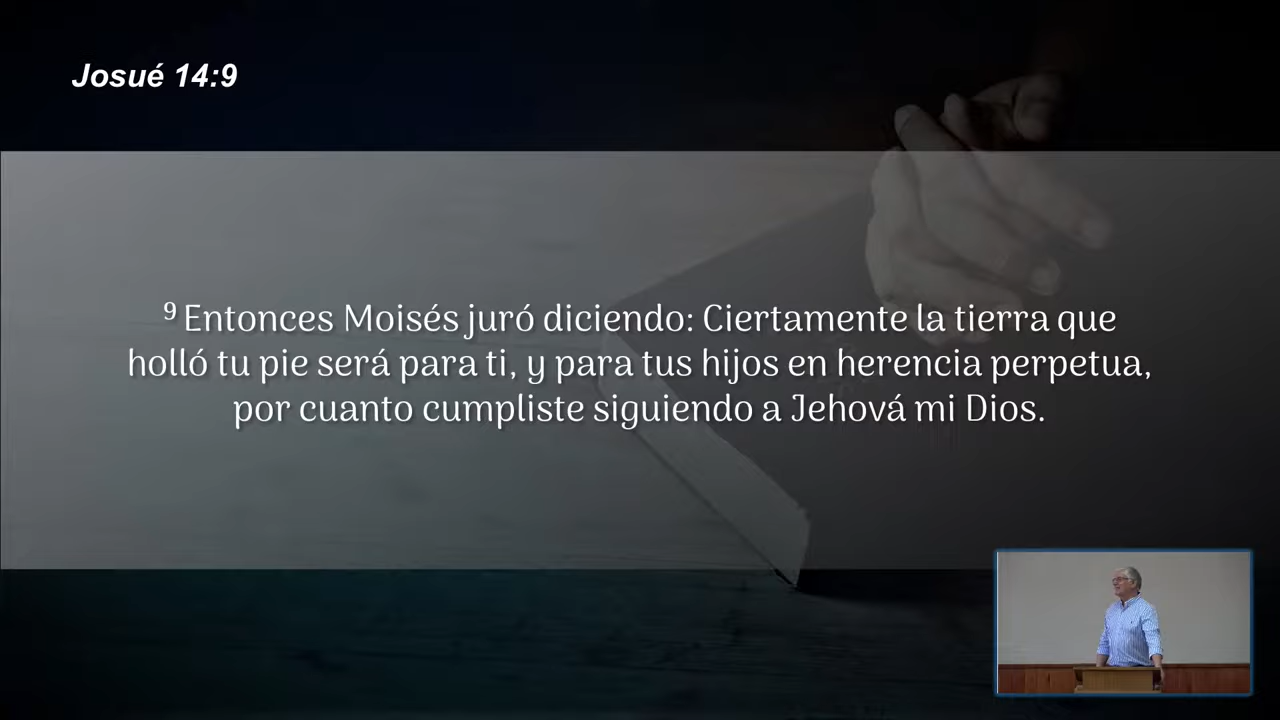 Josué 14:9
9 Entonces Moisés juró diciendo: Ciertamente la tierra que
holló tu pie será para ti, y para tus hijos en herencia perpetua,
por cuanto cumpliste siguiendo a Jehová mi Dios.